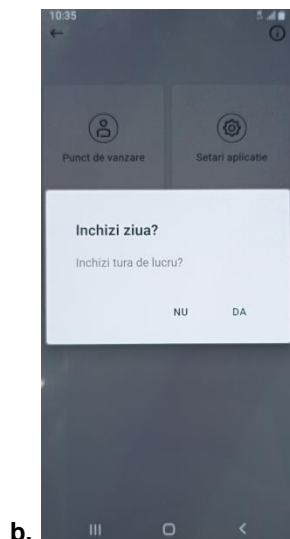 10:35
Punct de vanzare
Setari aplicatie
Inchizi ziua?
Inchizi tura de lucru?
NU DA
b.